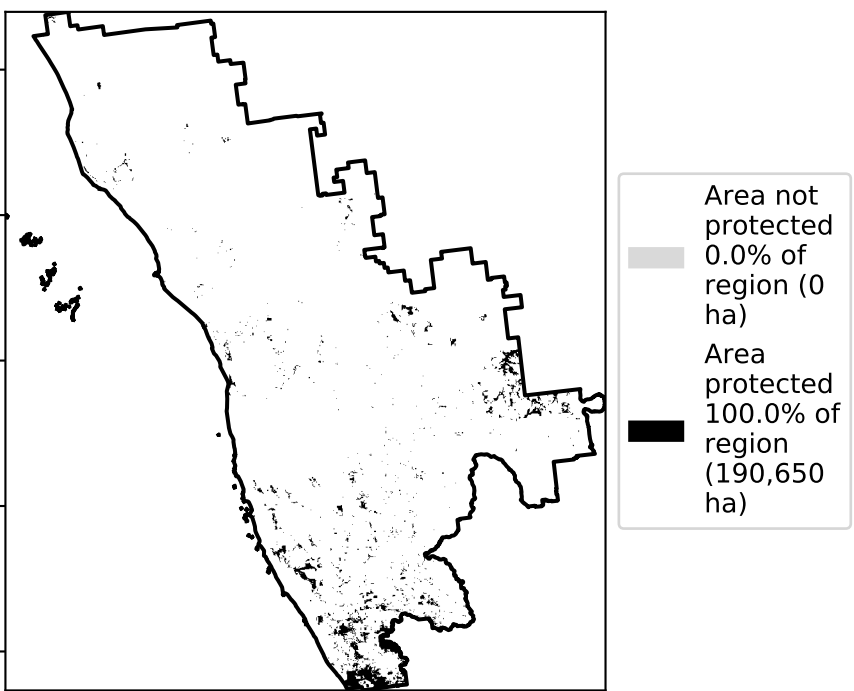 Area not
protected
0.0% of
region (0
ha)
Area
protected
100.0% of
region
(190,650
ha)